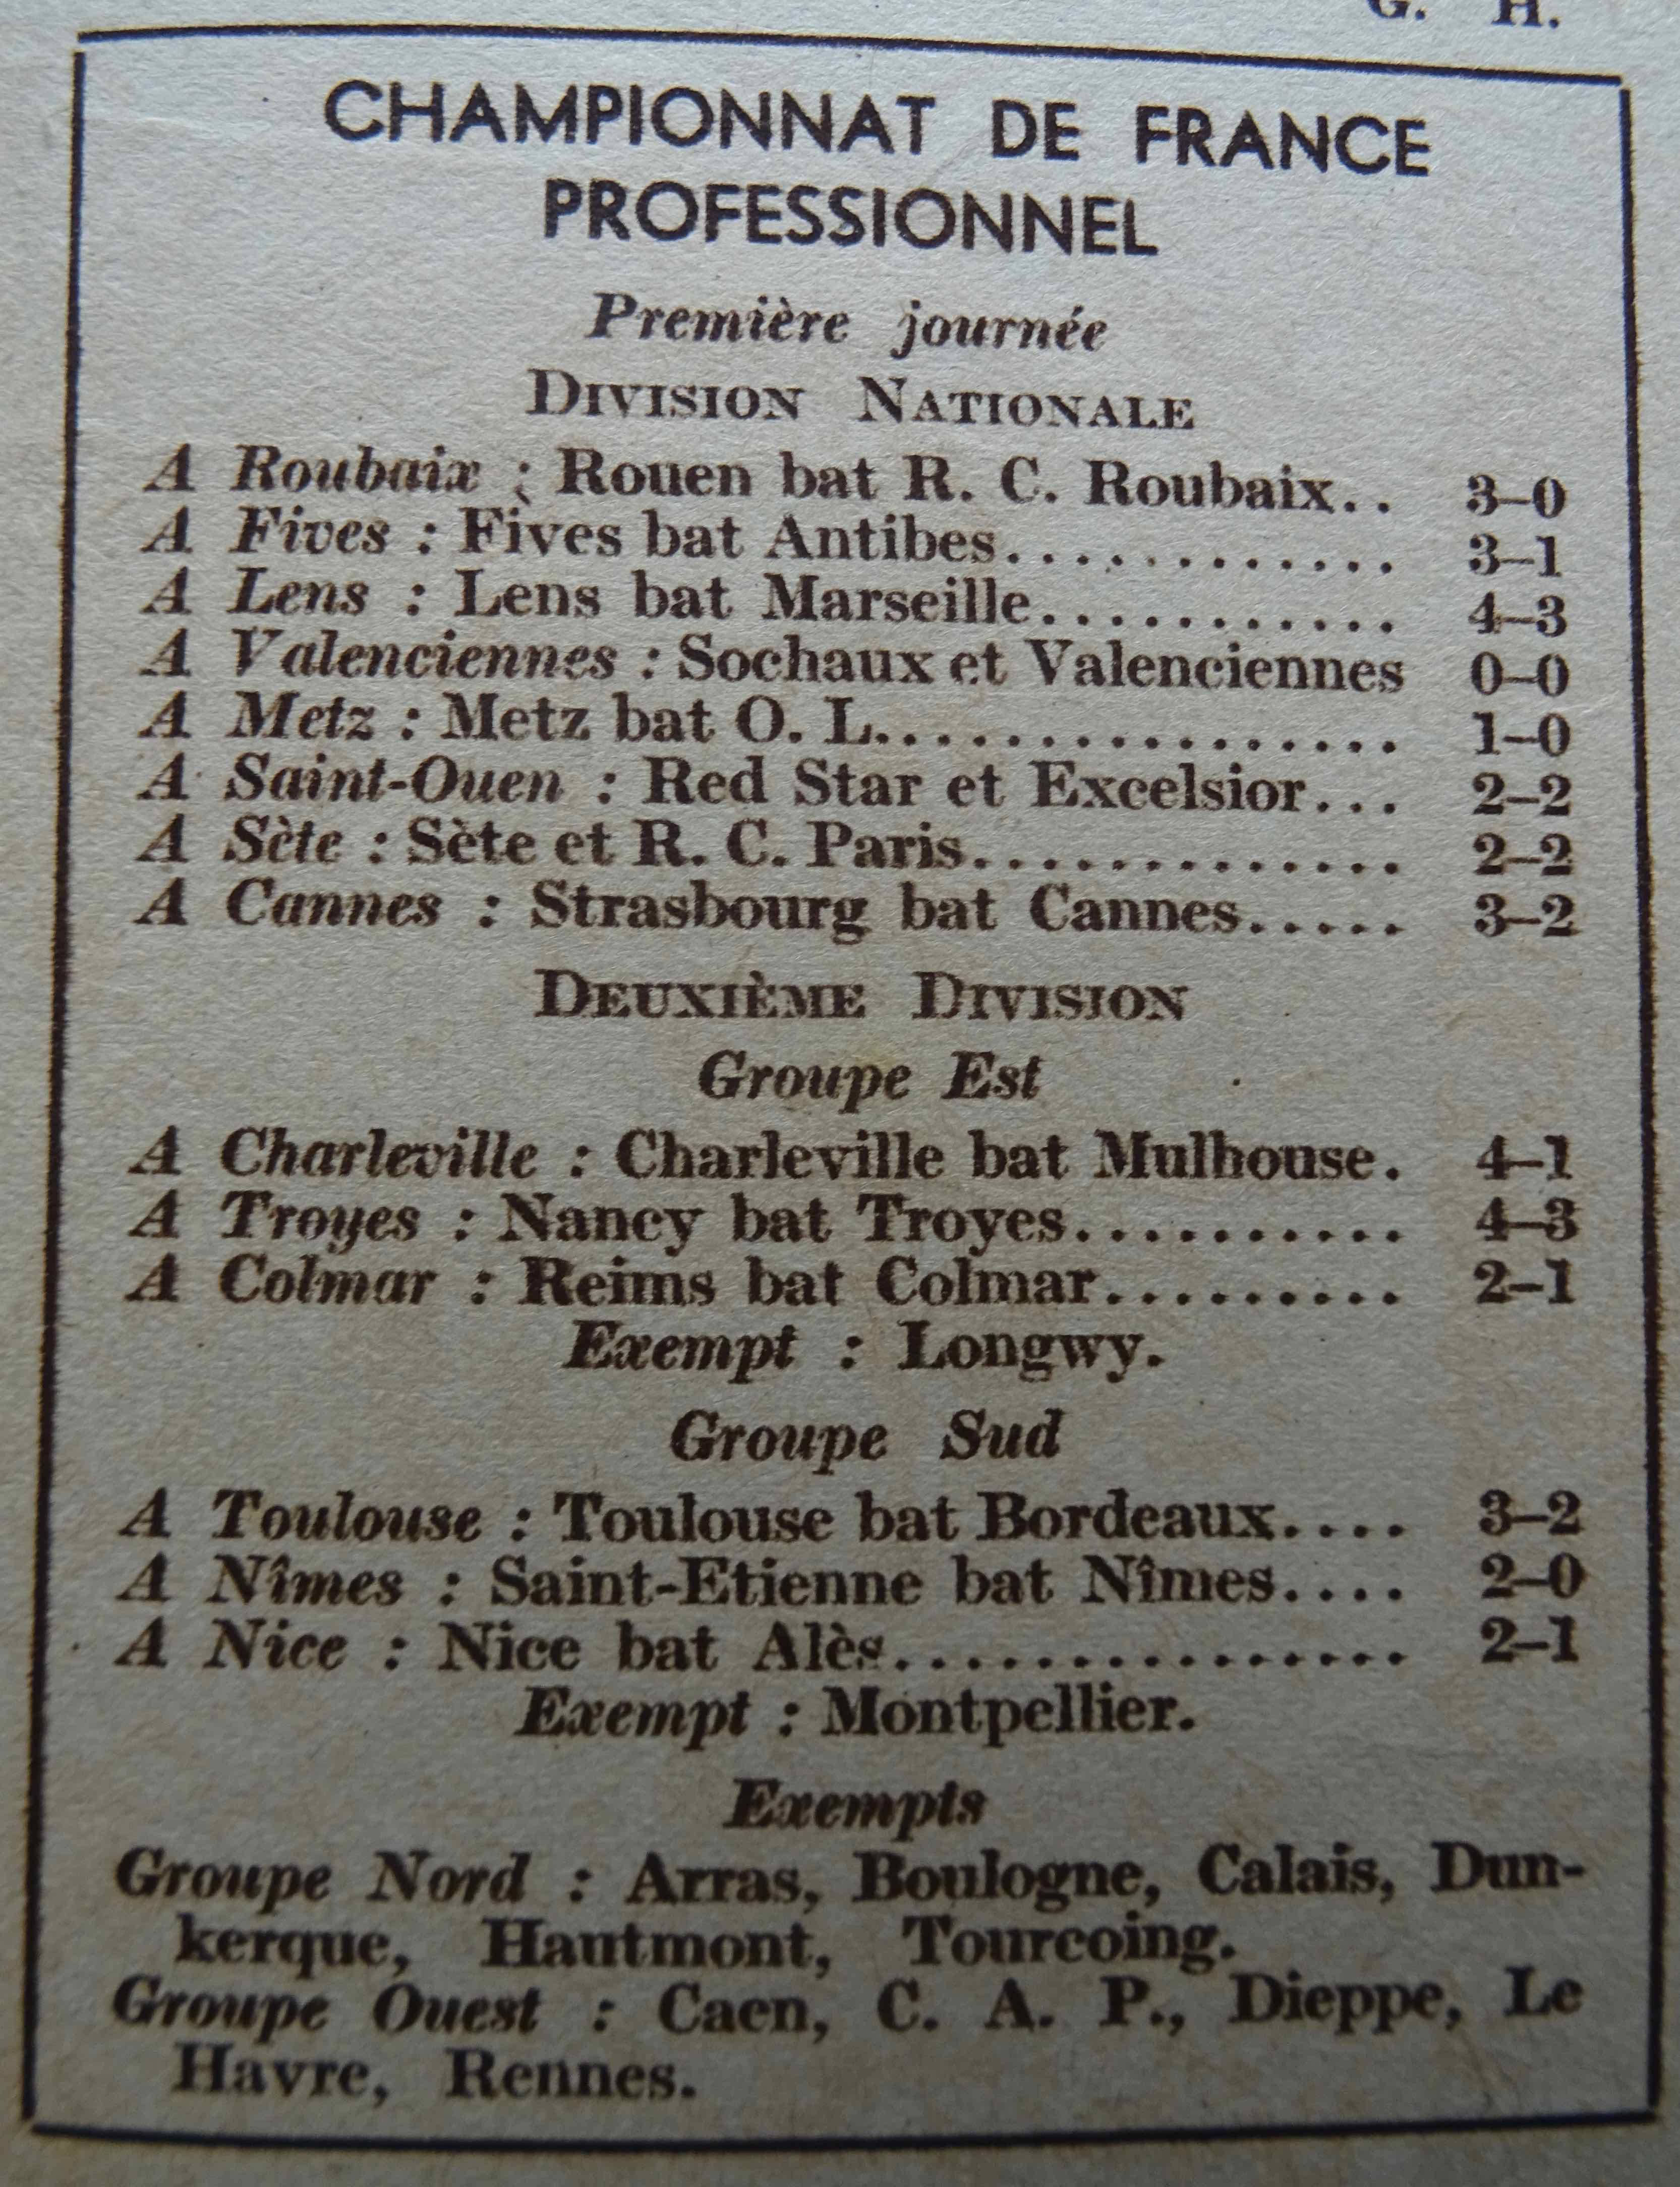 G. H.
CHAMPIONNAT DE FRANCE
PROFESSIONNEL
Première journée
DIVISION NATIONALE
A Roubaix : Rouen bat R. C. Roubaix.. 3-0
A Fives : Fives bat Antibes............. 3-1
A Lens : Lens bat Marseille............ 4-3
A Valenciennes : Sochaux et Valenciennes 0-0
A Metz : Metz bat O. L.................. 1-0
A Saint-Ouen : Red Star et Excelsior... 2-2
A Sète : Sète et R. C. Paris.............. 2-2
A Cannes : Strasbourg bat Cannes..... 3-2
DEUXIÈME DIVISION
Groupe Est
A Charleville : Charleville bat Mulhouse. 4-1
A Troyes : Nancy bat Troyes........... 4-3
A Colmar : Reims bat Colmar.......... 2-1
Exempt : Longwy.
Groupe Sud
A Toulouse : Toulouse bat Bordeaux.... 3-2
A Nîmes : Saint-Etienne bat Nîmes.... 2-0
A Nice : Nice bat Alès................. 2-1
Exempt : Montpellier.
Exempts
Groupe Nord : Arras, Boulogne, Calais, Dun-
kerque, Hautmont, Tourcoing.
Groupe Ouest : Caen, C. A. P., Dieppe, Le
Havre, Rennes.